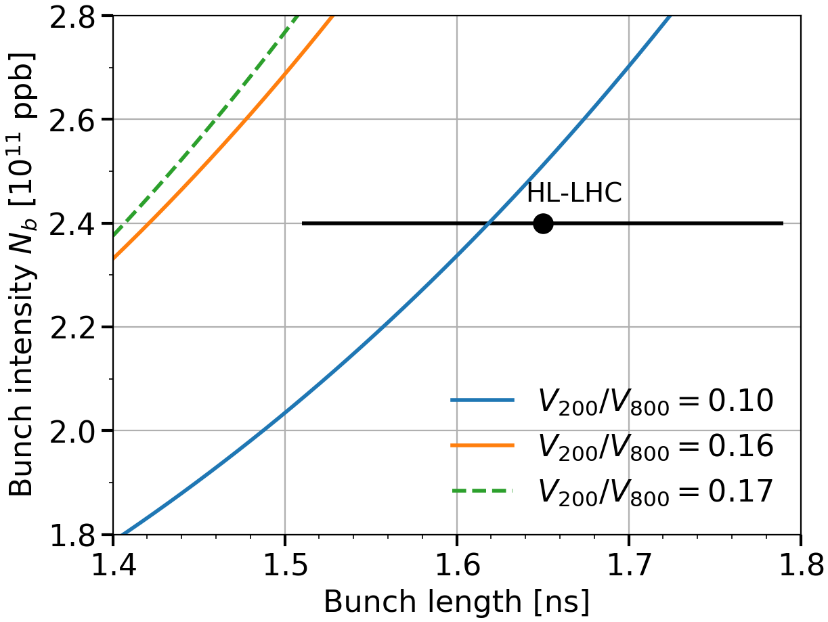 2.8
2.6
2.4
2.2
2.0
1.8
Bunch intensity N_b [10^11 ppb]
HL-LHC
V_200/V_800 = 0.10
V_200/V_800 = 0.16
V_200/V_800 = 0.17
1.4 1.5 1.6 1.7 1.8
Bunch length [ns]